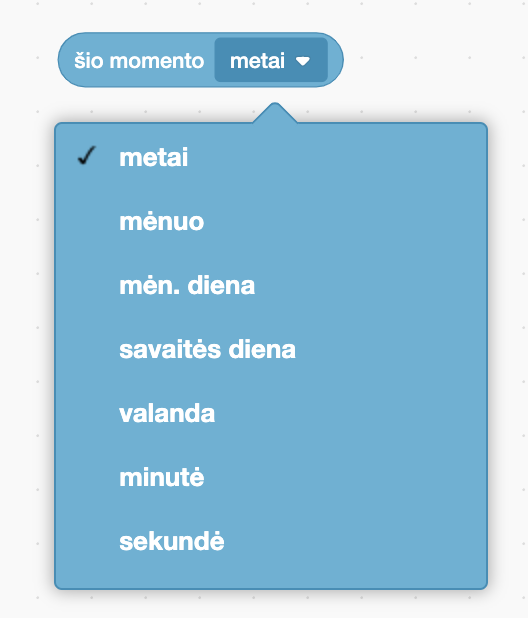 šio momento metai
metai
mėnuo
mėn. diena
savaitės diena
valanda
minutė
sekundė